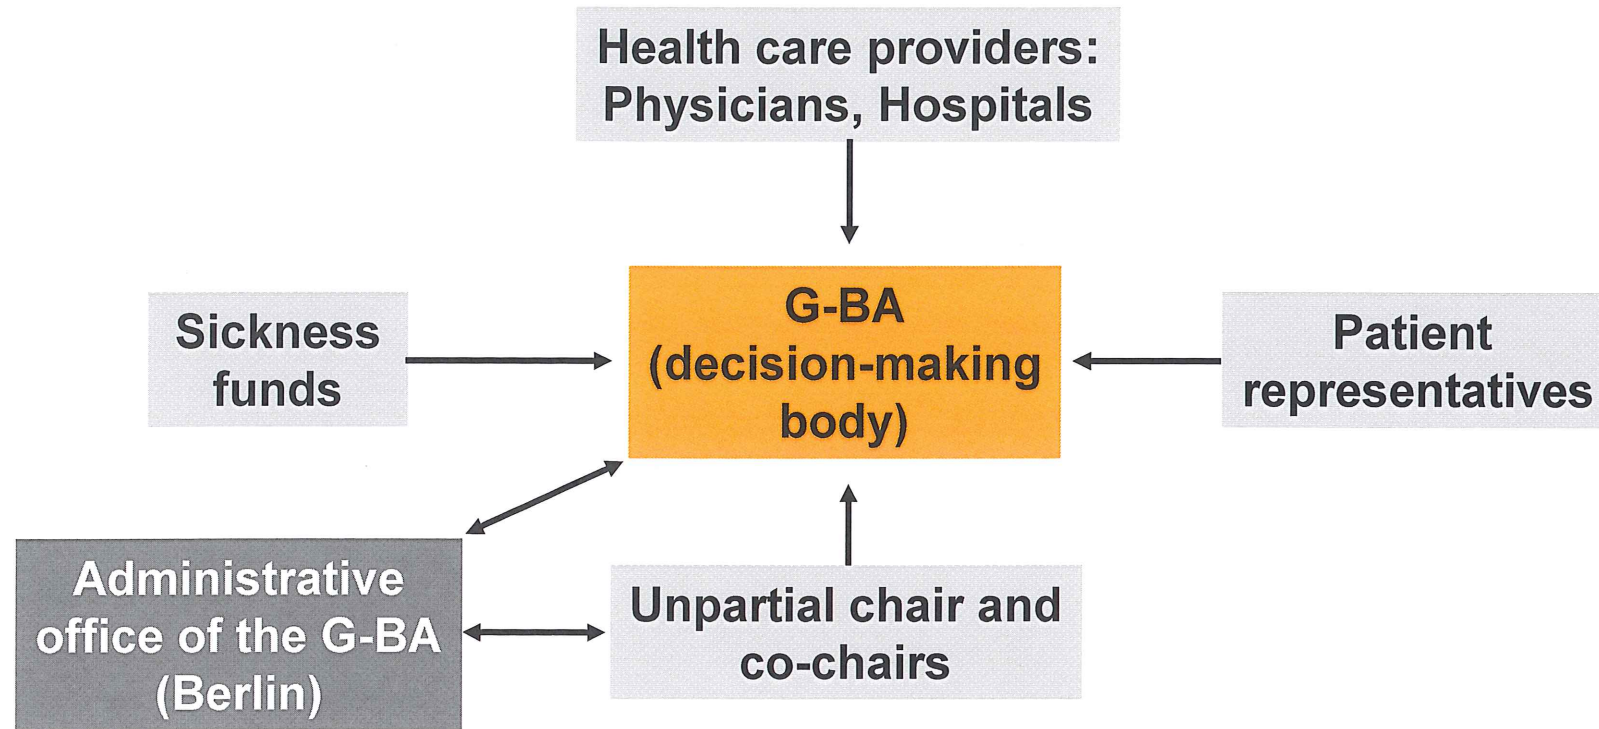 Health care providers:
Physicians, Hospitals
G-BA
(decision-making
body)
Sickness
funds
Patient
representatives
Administrative
office of the G-BA
(Berlin)
Unpartial chair and
co-chairs